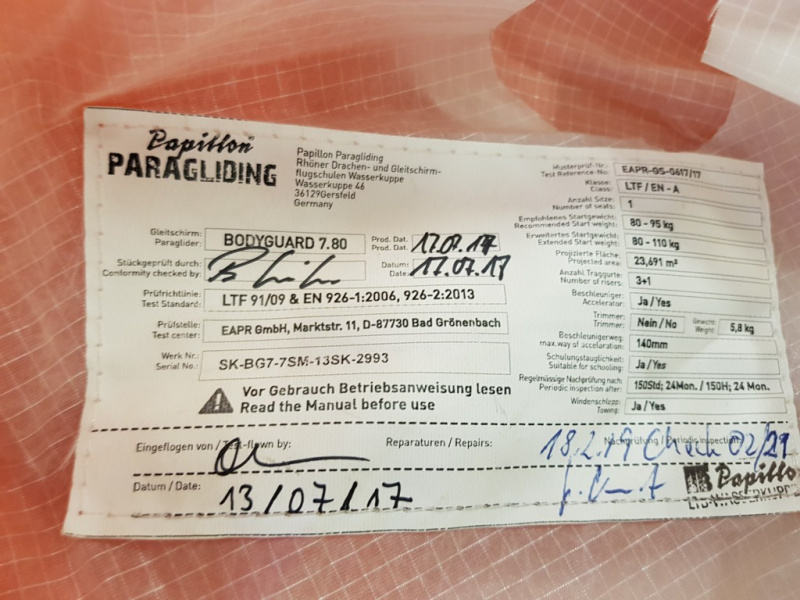 Papillon
PARAGLIDING
Papillon Paragliding
Rhöner Drachen- und Gleitschirm-
flugschulen Wasserkuppe
Wasserkuppe 46
36129Gersfeld
Germany
Gleitschirm:
Paraglider:
BODYGUARD 7.80
Prod. Dat.
Prod. Dat.
17.07.17
Stückgeprüft durch:
Conformity checked by:
Datum:
Date:
17.07.17
Prüfrichtlinie:
Test Standard:
LTF 91/09 & EN 926-1:2006, 926-2:2013
Prüfstelle:
Test center:
EAPR GmbH, Marktstr. 11, D-87730 Bad Grönenbach
Werk Nr.:
Serial No.:
SK-BG7-7SM-13SK-2993
Vor Gebrauch Betriebsanweisung lesen
Read the Manual before use
Musterprüf-Nr.:
Test Reference-No:
EAPR-GS-0617/17
Klasse:
Class:
LTF / EN - A
Anzahl Sitze:
Number of seats:
1
Empfohlenes Startgewicht:
Recommended Start weight:
80 - 95 kg
Erweitertes Startgewicht:
Extended Start weight:
80 - 110 kg
Projizierte Fläche:
Projected area:
23,691 m²
Anzahl Traggurte:
Number of risers:
3+1
Beschleuniger:
Accelerator:
Ja / Yes
Trimmer:
Trimmer:
Nein / No
Gewicht:
Weight:
5,8 kg
Beschleunigerweg:
max.way of accelaration:
140mm
Schulungstauglichkeit:
Suitable for schooling:
Ja / Yes
Regelmässige Nachprüfung nach:
Periodic inspection after:
150Std; 24Mon. / 150H; 24 Mon.
Windenschlepp:
Towing:
Ja / Yes
Eingeflogen von / Test-flown by:
Reparaturen / Repairs:
Nachprüfung / Periodic inspection:
18.2.19 Check 02/21
Datum / Date:
13/07/17
Papillo